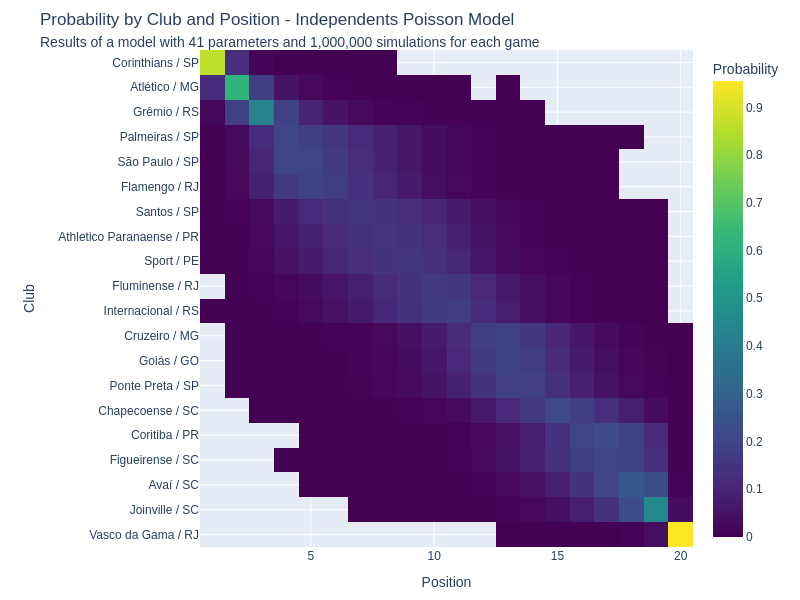 Probability by Club and Position - Independents Poisson Model
Results of a model with 41 parameters and 1,000,000 simulations for each game
Probability
Corinthians / SP
Atlético / MG
Grêmio / RS
Palmeiras / SP
São Paulo / SP
Flamengo / RJ
Santos / SP
Athletico Paranaense / PR
Sport / PE
Fluminense / RJ
Internacional / RS
Cruzeiro / MG
Goiás / GO
Ponte Preta / SP
Chapecoense / SC
Coritiba / PR
Figueirense / SC
Avaí / SC
Joinville / SC
Vasco da Gama / RJ
Club
5
10
15
20
Position
0.9
0.8
0.7
0.6
0.5
0.4
0.3
0.2
0.1
0